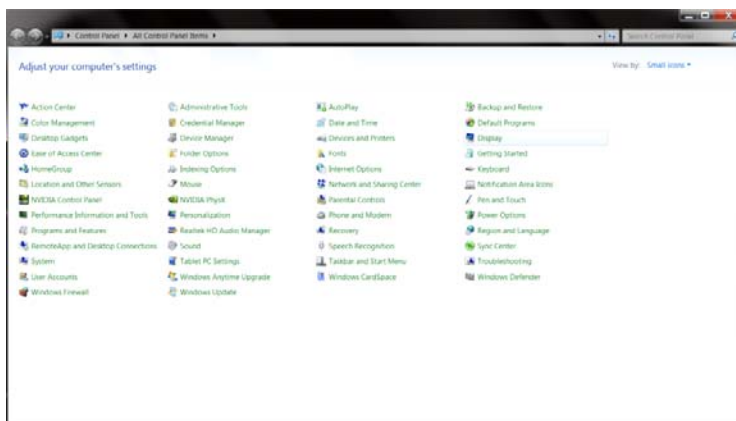 Control Panel ▸ All Control Panel Items ▸ Search Control Panel
Adjust your computer's settings View by: Small icons
Action Center Administrative Tools AutoPlay Backup and Restore
Color Management Credential Manager Date and Time Default Programs
Desktop Gadgets Device Manager Devices and Printers Display
Ease of Access Center Folder Options Fonts Getting Started
HomeGroup Indexing Options Internet Options Keyboard
Location and Other Sensors Mouse Network and Sharing Center Notification Area Icons
NVIDIA Control Panel NVIDIA PhysX Parental Controls Pen and Touch
Performance Information and Tools Personalization Phone and Modem Power Options
Programs and Features Realtek HD Audio Manager Recovery Region and Language
RemoteApp and Desktop Connections Sound Speech Recognition Sync Center
System Tablet PC Settings Taskbar and Start Menu Troubleshooting
User Accounts Windows Anytime Upgrade Windows CardSpace Windows Defender
Windows Firewall Windows Update